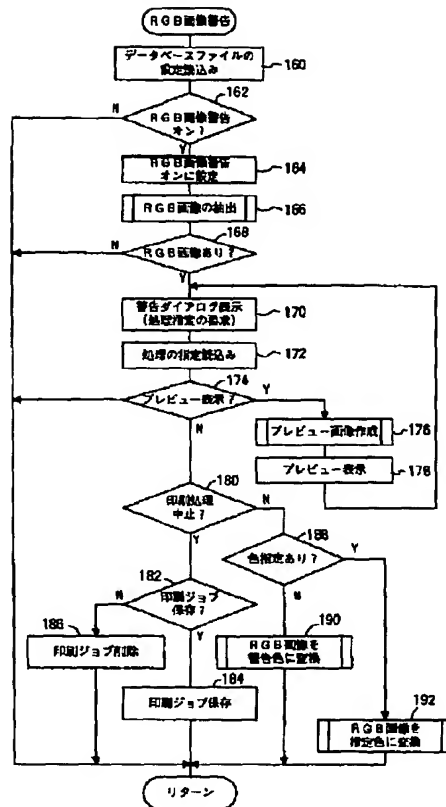 RGB画像警告
データベースファイルの
設定読込み
160
162
N
RGB画像警告
オン?
Y
RGB画像警告
オンに設定
164
RGB画像の抽出
166
168
N
RGB画像あり?
Y
警告ダイアログ表示
(処理指定の要求)
170
処理の指定読込み
172
174
プレビュー表示?
Y
N
プレビュー画像作成
176
プレビュー表示
178
180
印刷処理
中止?
N
Y
188
色指定あり?
Y
N
182
N
印刷ジョブ
保存?
Y
186
印刷ジョブ削除
190
RGB画像を
警告色に変換
184
印刷ジョブ保存
192
RGB画像を
指定色に変換
リターン